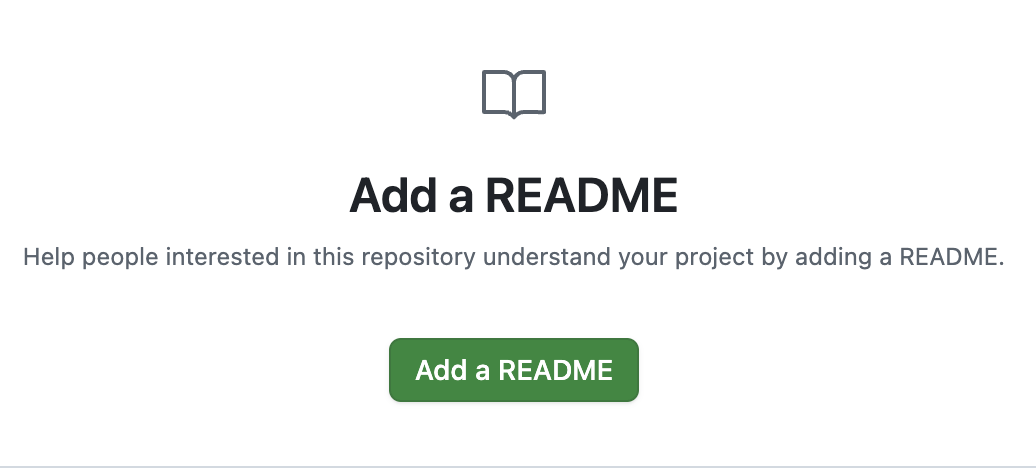 Add a README
Help people interested in this repository understand your project by adding a README.
Add a README